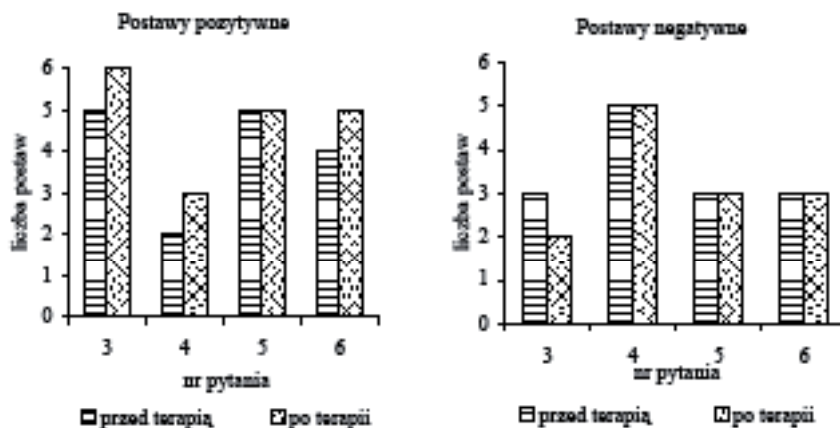 Postawy pozytywne
liczba postaw
6
5
4
3
2
1
0
3 4 5 6
nr pytania
przed terapią po terapii
Postawy negatywne
liczba postaw
6
5
4
3
2
1
0
3 4 5 6
nr pytania
przed terapią po terapii